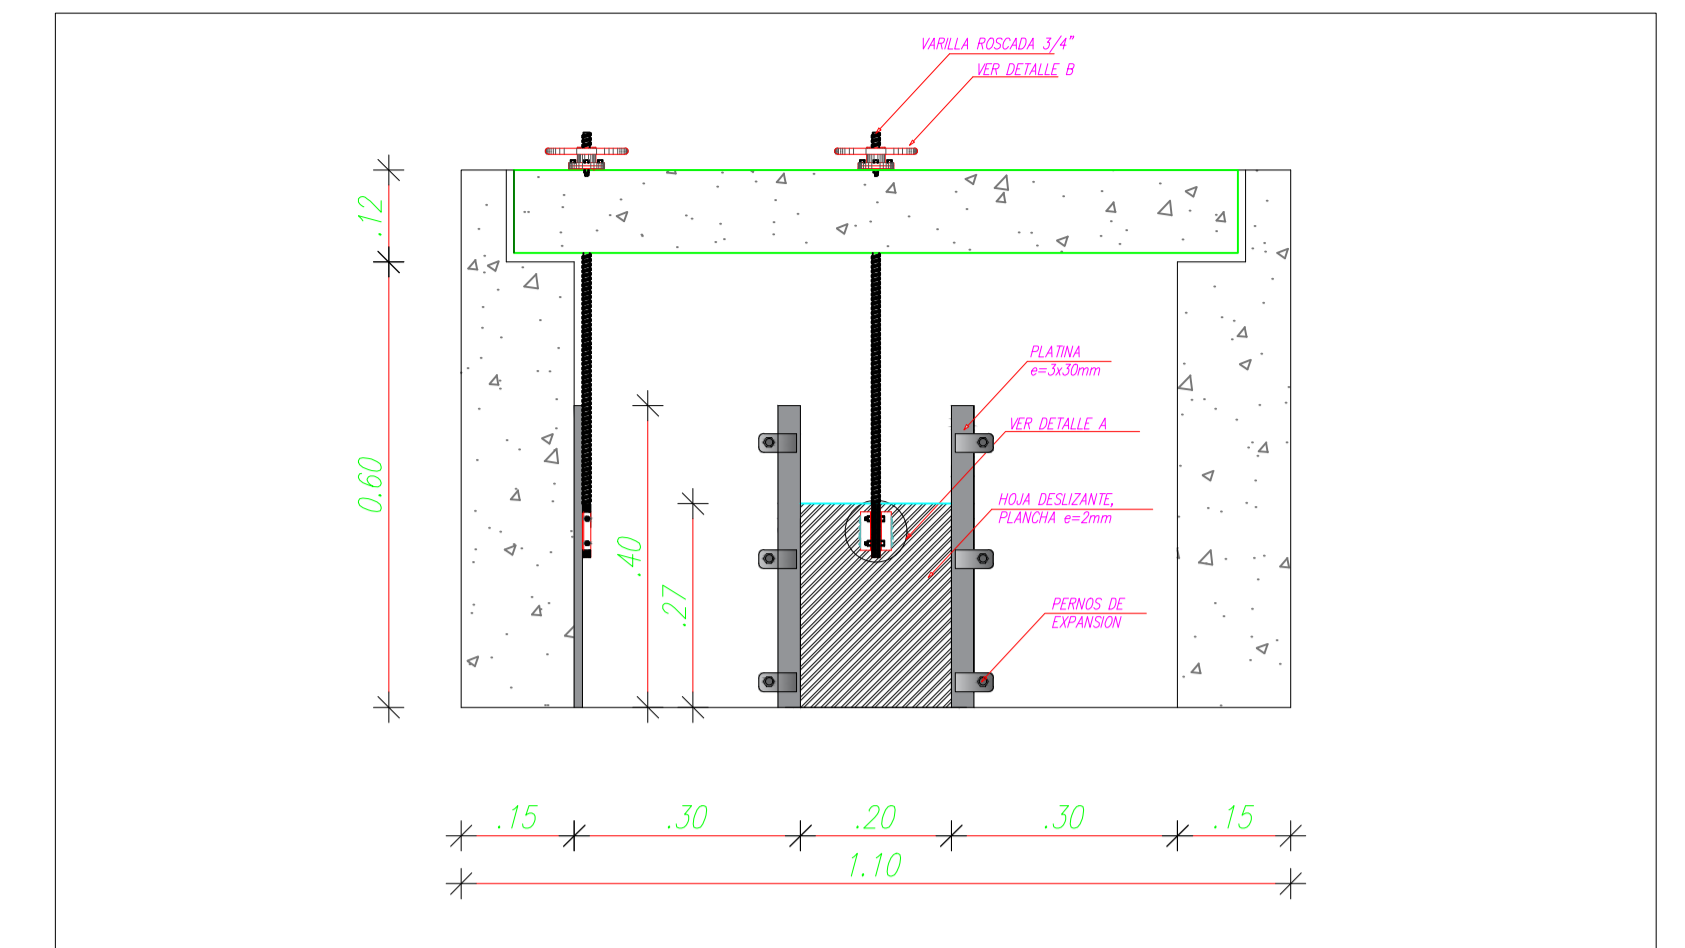 VARILLA ROSCADA 3/4"
VER DETALLE B
.12
PLATINA
e=3x30mm
VER DETALLE A
0.60
HOJA DESLIZANTE,
PLANCHA e=2mm
.40
.27
PERNOS DE
EXPANSION
.15
.30
.20
.30
.15
1.10